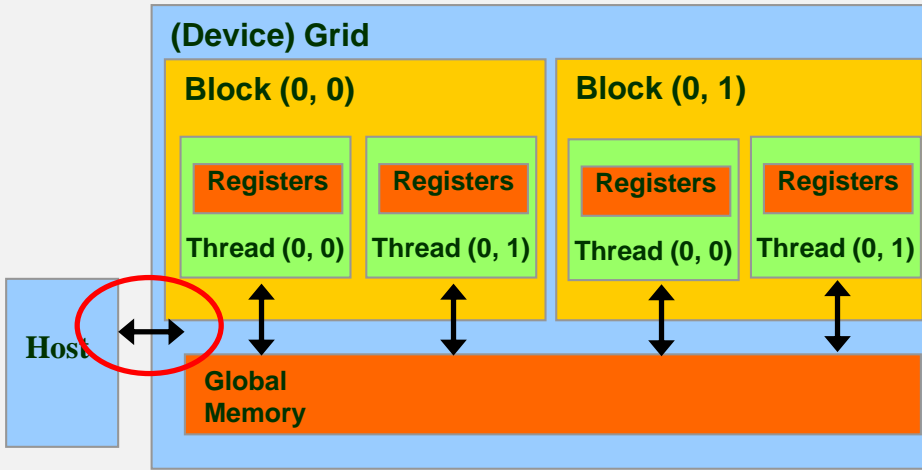 (Device) Grid
Block (0, 0)
Block (0, 1)
Registers
Registers
Registers
Registers
Thread (0, 0)
Thread (0, 1)
Thread (0, 0)
Thread (0, 1)
Host
Global
Memory